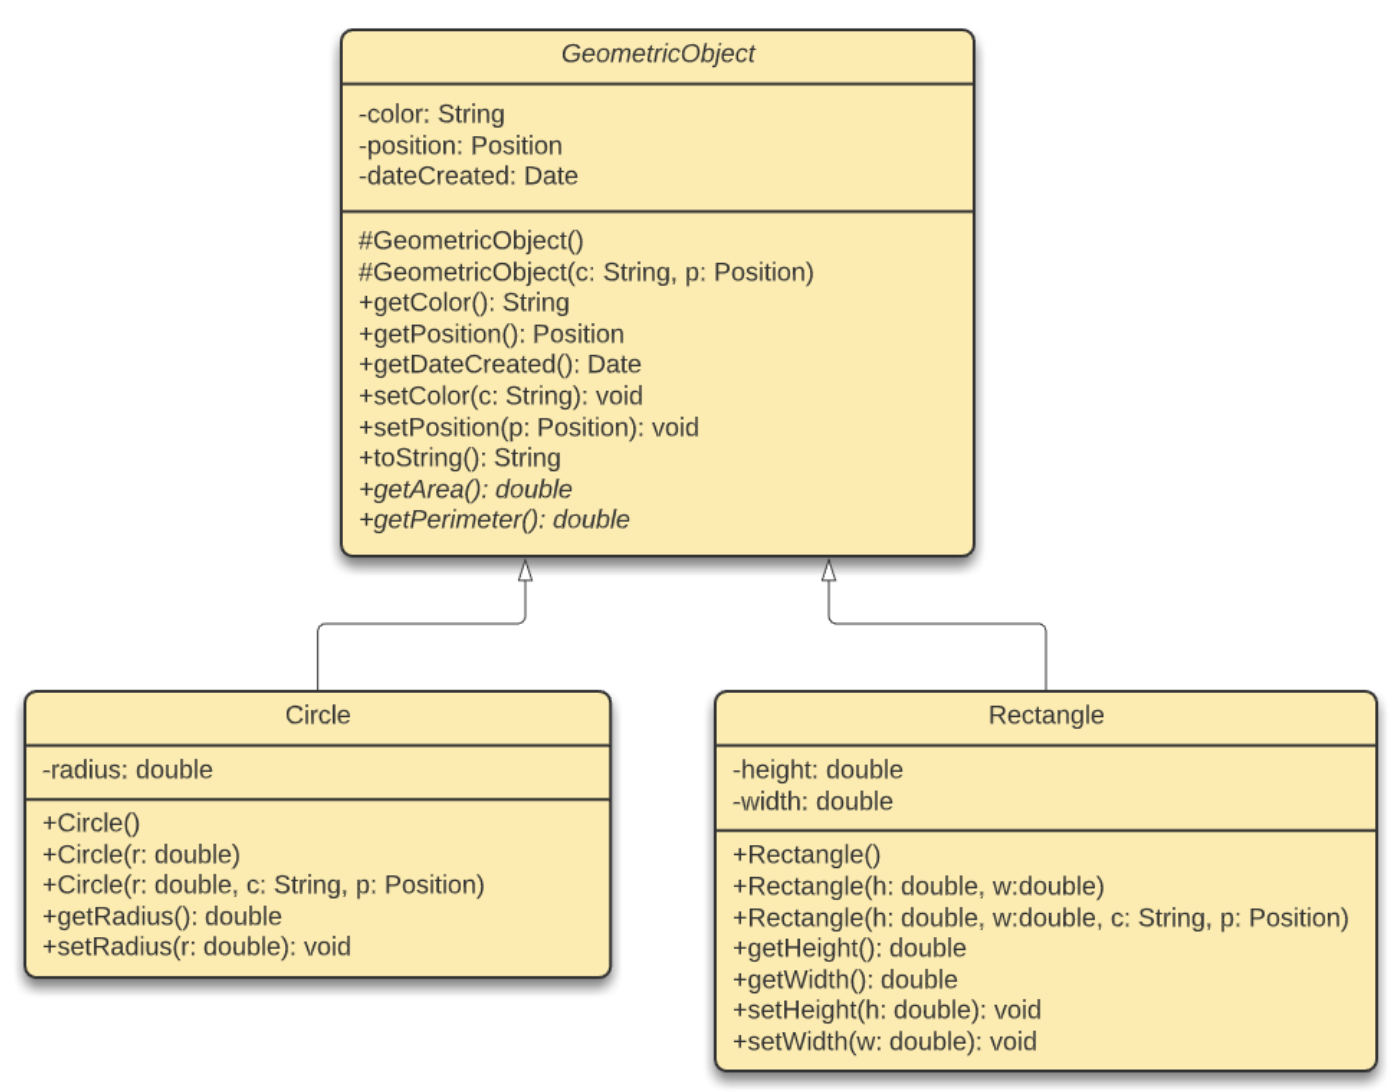 GeometricObject
-color: String
-position: Position
-dateCreated: Date
#GeometricObject()
#GeometricObject(c: String, p: Position)
+getColor(): String
+getPosition(): Position
+getDateCreated(): Date
+setColor(c: String): void
+setPosition(p: Position): void
+toString(): String
+getArea(): double
+getPerimeter(): double
Circle
-radius: double
+Circle()
+Circle(r: double)
+Circle(r: double, c: String, p: Position)
+getRadius(): double
+setRadius(r: double): void
Rectangle
-height: double
-width: double
+Rectangle()
+Rectangle(h: double, w:double)
+Rectangle(h: double, w:double, c: String, p: Position)
+getHeight(): double
+getWidth(): double
+setHeight(h: double): void
+setWidth(w: double): void